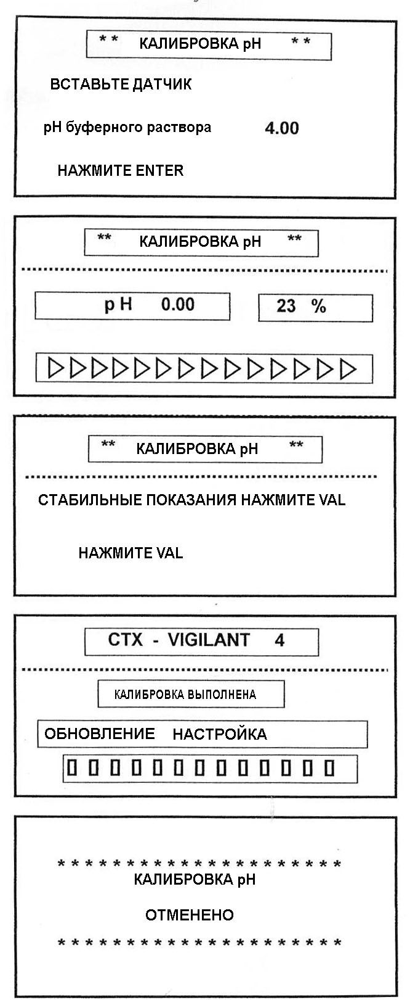 ** КАЛИБРОВКА pH **
ВСТАВЬТЕ ДАТЧИК
pH буферного раствора 4.00
НАЖМИТЕ ENTER
** КАЛИБРОВКА pH **
pH 0.00 23 %
** КАЛИБРОВКА pH **
СТАБИЛЬНЫЕ ПОКАЗАНИЯ НАЖМИТЕ VAL
НАЖМИТЕ VAL
CTX - VIGILANT 4
КАЛИБРОВКА ВЫПОЛНЕНА
ОБНОВЛЕНИЕ НАСТРОЙКА
* * * * * * * * * * * * * * * * * * * * *
КАЛИБРОВКА pH
ОТМЕНЕНО
* * * * * * * * * * * * * * * * * * * * *